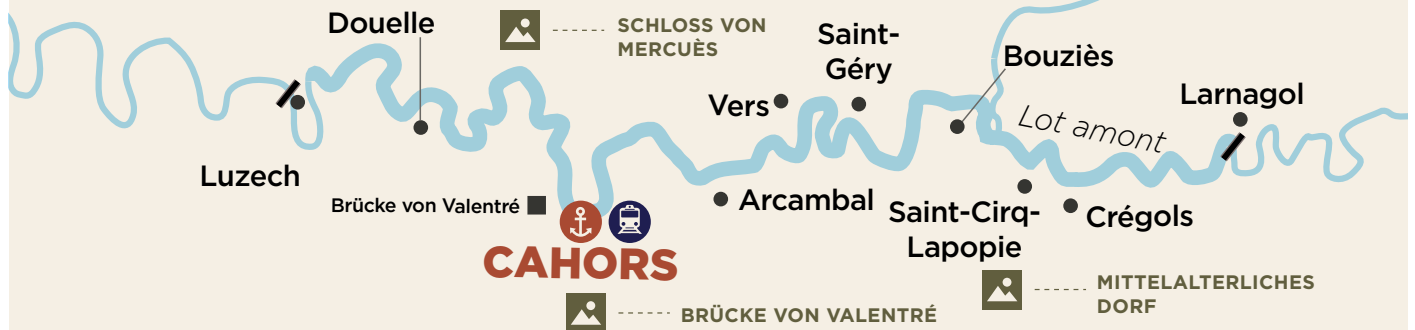 Douelle
SCHLOSS VON
MERCUÈS
Saint-
Géry
Bouziès
Vers
Larnagol
Lot amont
Luzech
Brücke von Valentré
Arcambal
Saint-Cirq-
Lapopie
Crégols
CAHORS
MITTELALTERLICHES
DORF
BRÜCKE VON VALENTRÉ